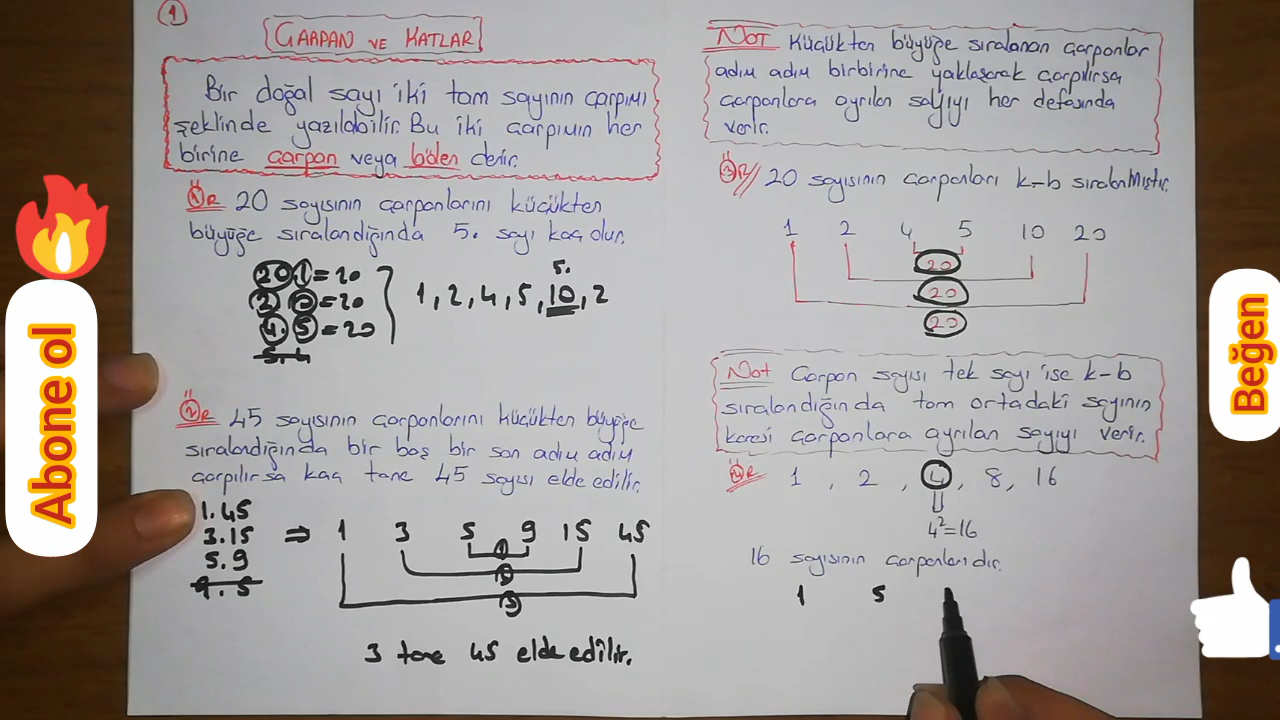 1
ÇARPAN VE KATLAR
Bir doğal sayı iki tam sayının çarpımı
şeklinde yazılabilir. Bu iki çarpımın her
birine çarpan veya bölen denir.
Ör 20 sayısının çarpanlarını küçükten
büyüğe sıralandığında 5. sayı kaç olur.
20 1 = 20
2 10 = 20
4. 5 = 20
5.4
5.
1, 2, 4, 5, 10, 2
Ör 45 sayısının çarpanlarını küçükten büyüğe
sıralandığında bir baş bir son adım adım
çarpılırsa kaç tane 45 sayısı elde edilir.
1.45
3.15
5.9
9.5
⇒ 1 3 5 9 15 45
1
2
3
3 tane 45 elde edilir.
NOT Küçükten büyüğe sıralanan çarpanlar
adım adım birbirine yaklaşarak çarpılırsa
çarpanlara ayrılan sayıyı her defasında
verir.
Ör 20 sayısının çarpanları k-b sıralanmıştır.
1 2 4 5 10 20
20
20
20
Not Çarpan sayısı tek sayı ise k-b
sıralandığında tam ortadaki sayının
karesi çarpanlara ayrılan sayıyı verir.
Ör 1, 2, 4, 8, 16
4²=16
16 sayısının çarpanlarıdır.
1 5
Abone ol
Beğen